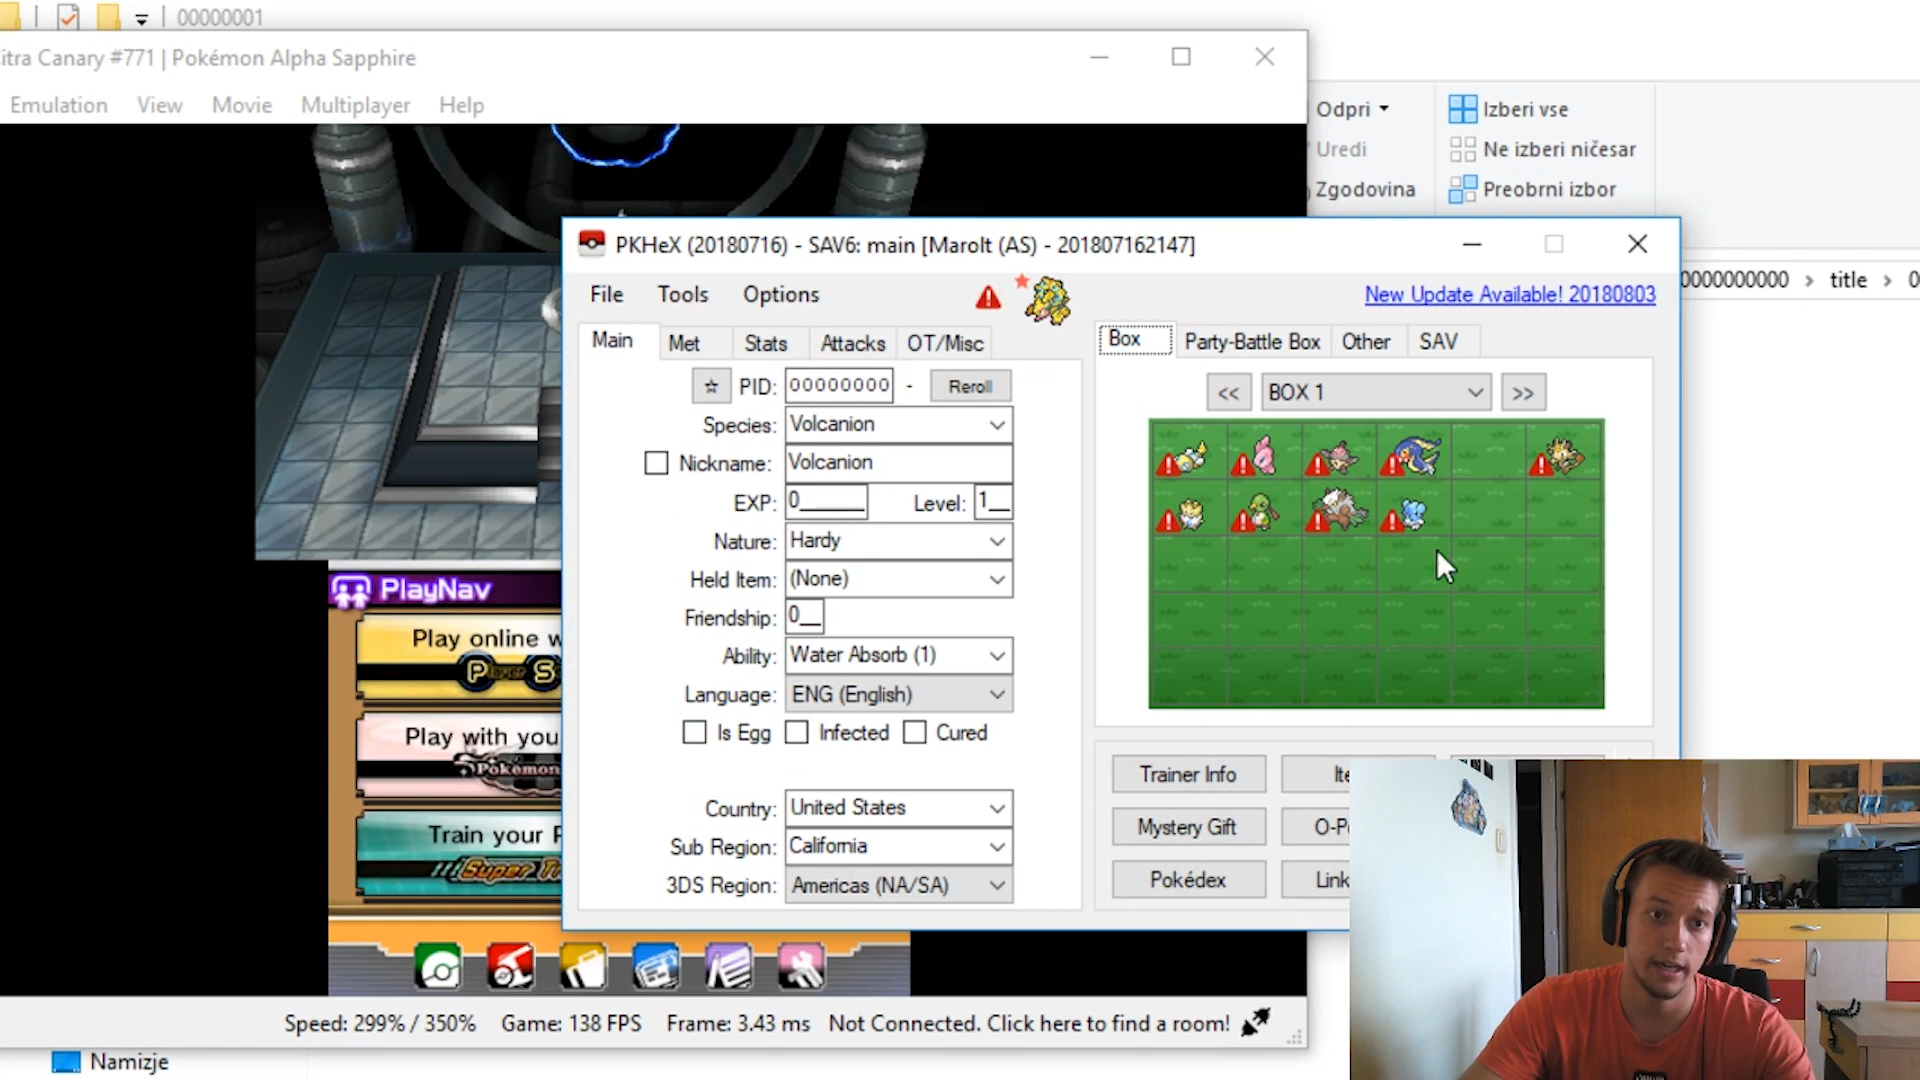 00000001
itra Canary #771 | Pokémon Alpha Sapphire
Emulation View Movie Multiplayer Help
Odpri
Uredi
Zgodovina
Izberi vse
Ne izberi ničesar
Preobrni izbor
0000000000 > title > 0
PKHeX (20180716) - SAV6: main [Marolt (AS) - 201807162147]
File Tools Options
New Update Available! 20180803
Main Met Stats Attacks OT/Misc
PID: 00000000 - Reroll
Species: Volcanion
Nickname: Volcanion
EXP: 0 Level: 1
Nature: Hardy
Held Item: (None)
Friendship: 0
Ability: Water Absorb (1)
Language: ENG (English)
Is Egg Infected Cured
Country: United States
Sub Region: California
3DS Region: Americas (NA/SA)
Box Party-Battle Box Other SAV
<< BOX 1 >>
Trainer Info
Mystery Gift
Pokédex
Ite
O-P
Link
PlayNav
Play online w
Player S
Play with you
Pokémon
Train your P
Super Tr
Speed: 299% / 350% Game: 138 FPS Frame: 3.43 ms Not Connected. Click here to find a room!
Namizje